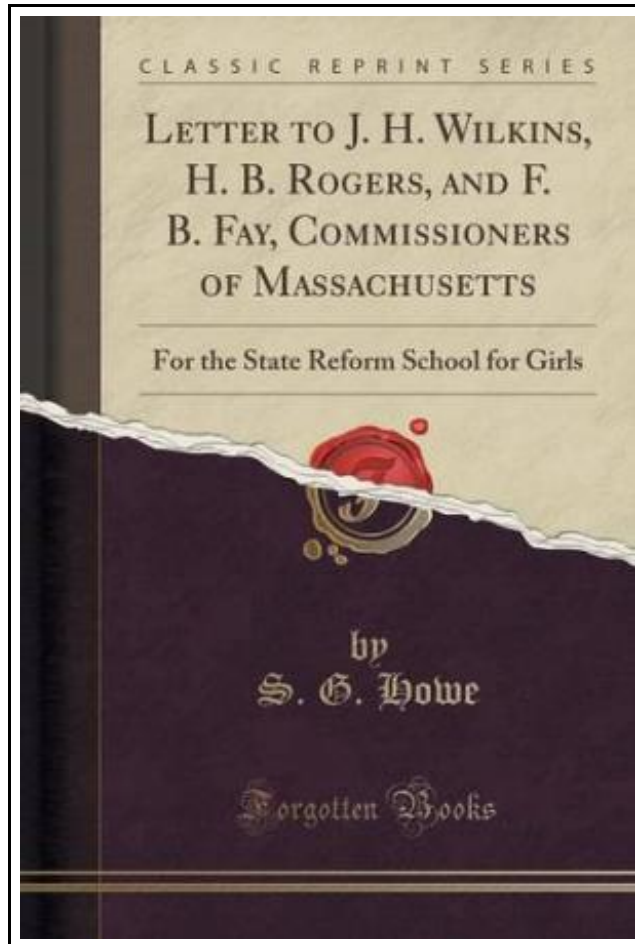 CLASSIC REPRINT SERIES
LETTER TO J. H. WILKINS,
H. B. ROGERS, AND F.
B. FAY, COMMISSIONERS
OF MASSACHUSETTS
For the State Reform School for Girls
by
S. G. Howe
Forgotten Books